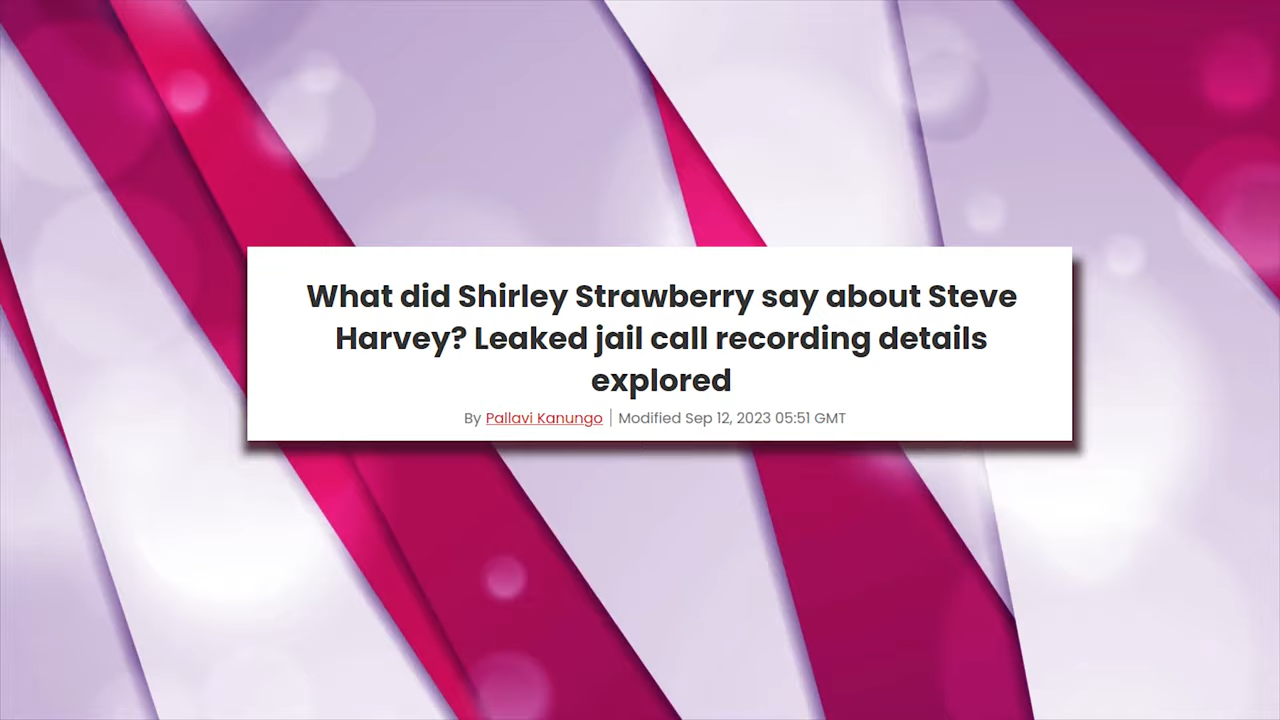 What did Shirley Strawberry say about Steve
Harvey? Leaked jail call recording details
explored
By Pallavi Kanungo | Modified Sep 12, 2023 05:51 GMT